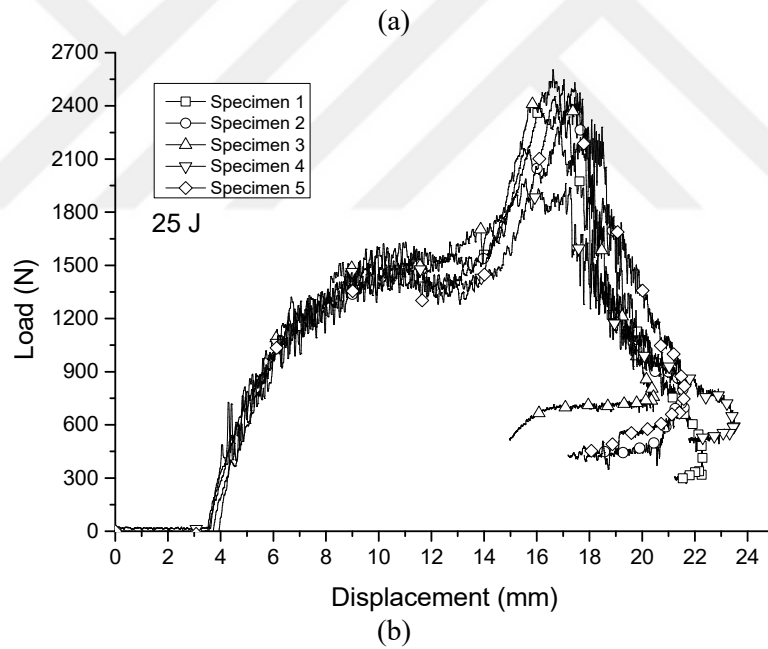 (a)
2700
2400
2100
1800
1500
1200
900
600
300
0
Load (N)
Specimen 1
Specimen 2
Specimen 3
Specimen 4
Specimen 5
25 J
0 2 4 6 8 10 12 14 16 18 20 22 24
Displacement (mm)
(b)